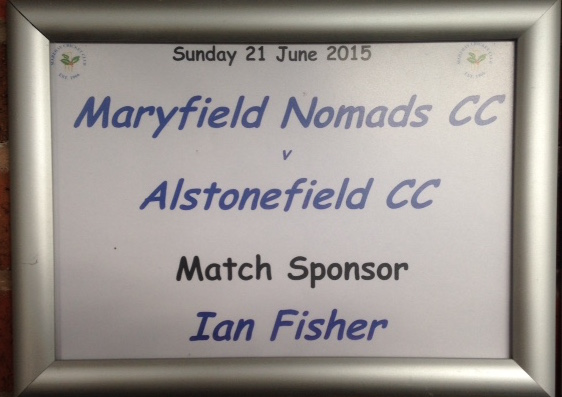 Sunday 21 June 2015
Maryfield Nomads CC
v
Alstonefield CC
Match Sponsor
Ian Fisher